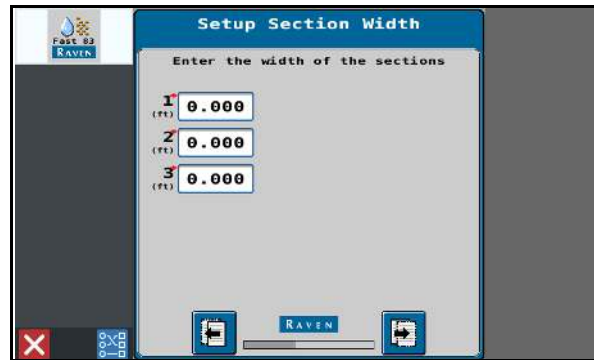 Setup Section Width
Fast 83
RAVEN
Enter the width of the sections
1 (ft) 0.000
2 (ft) 0.000
3 (ft) 0.000
RAVEN